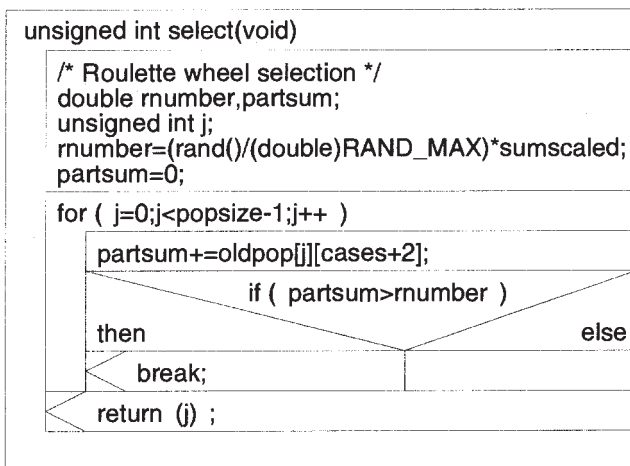 unsigned int select(void)
/* Roulette wheel selection */
double rnumber,partsum;
unsigned int j;
rnumber=(rand()/(double)RAND_MAX)*sumscaled;
partsum=0;
for ( j=0;j<popsize-1;j++ )
partsum+=oldpop[j][cases+2];
if ( partsum>rnumber )
then else
break;
return (j) ;